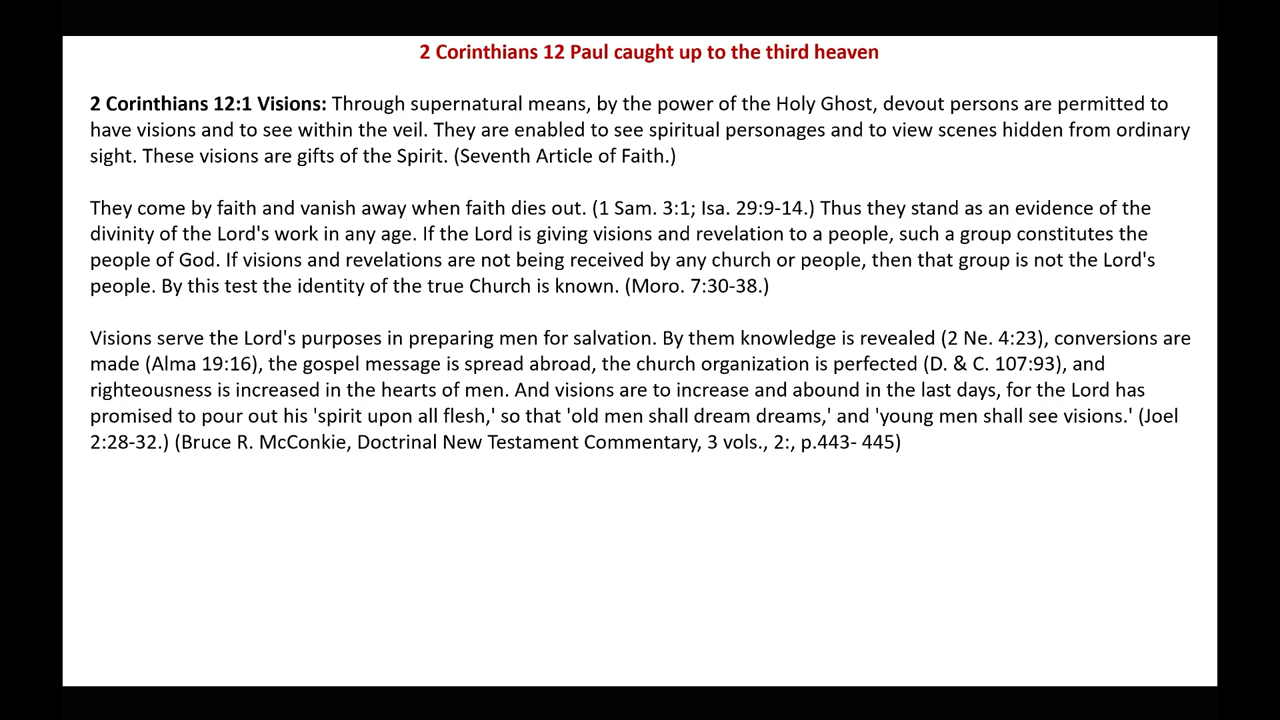 2 Corinthians 12 Paul caught up to the third heaven
2 Corinthians 12:1 Visions: Through supernatural means, by the power of the Holy Ghost, devout persons are permitted to
have visions and to see within the veil. They are enabled to see spiritual personages and to view scenes hidden from ordinary
sight. These visions are gifts of the Spirit. (Seventh Article of Faith.)
They come by faith and vanish away when faith dies out. (1 Sam. 3:1; Isa. 29:9-14.) Thus they stand as an evidence of the
divinity of the Lord's work in any age. If the Lord is giving visions and revelation to a people, such a group constitutes the
people of God. If visions and revelations are not being received by any church or people, then that group is not the Lord's
people. By this test the identity of the true Church is known. (Moro. 7:30-38.)
Visions serve the Lord's purposes in preparing men for salvation. By them knowledge is revealed (2 Ne. 4:23), conversions are
made (Alma 19:16), the gospel message is spread abroad, the church organization is perfected (D. & C. 107:93), and
righteousness is increased in the hearts of men. And visions are to increase and abound in the last days, for the Lord has
promised to pour out his 'spirit upon all flesh,' so that 'old men shall dream dreams,' and 'young men shall see visions.' (Joel
2:28-32.) (Bruce R. McConkie, Doctrinal New Testament Commentary, 3 vols., 2:, p.443- 445)